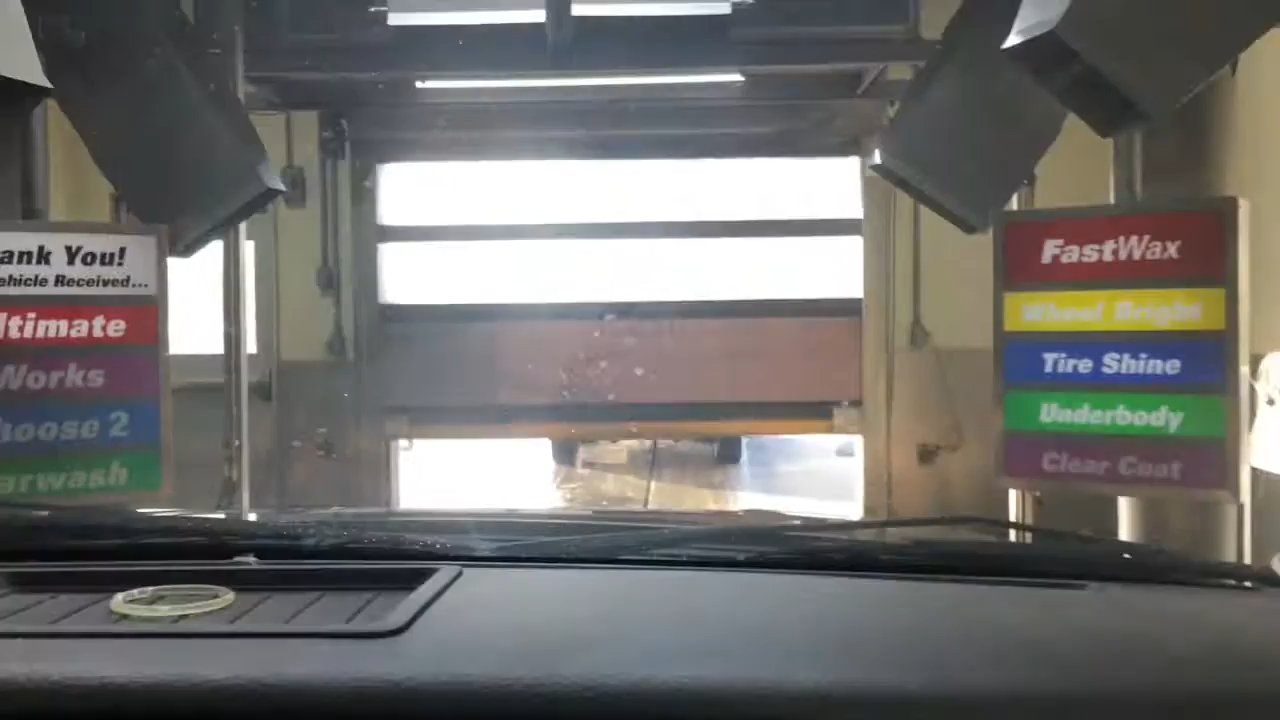 ank You!
ehicle Received...
ltimate
Works
hoose 2
arwash
FastWax
Wheel Bright
Tire Shine
Underbody
Clear Coat